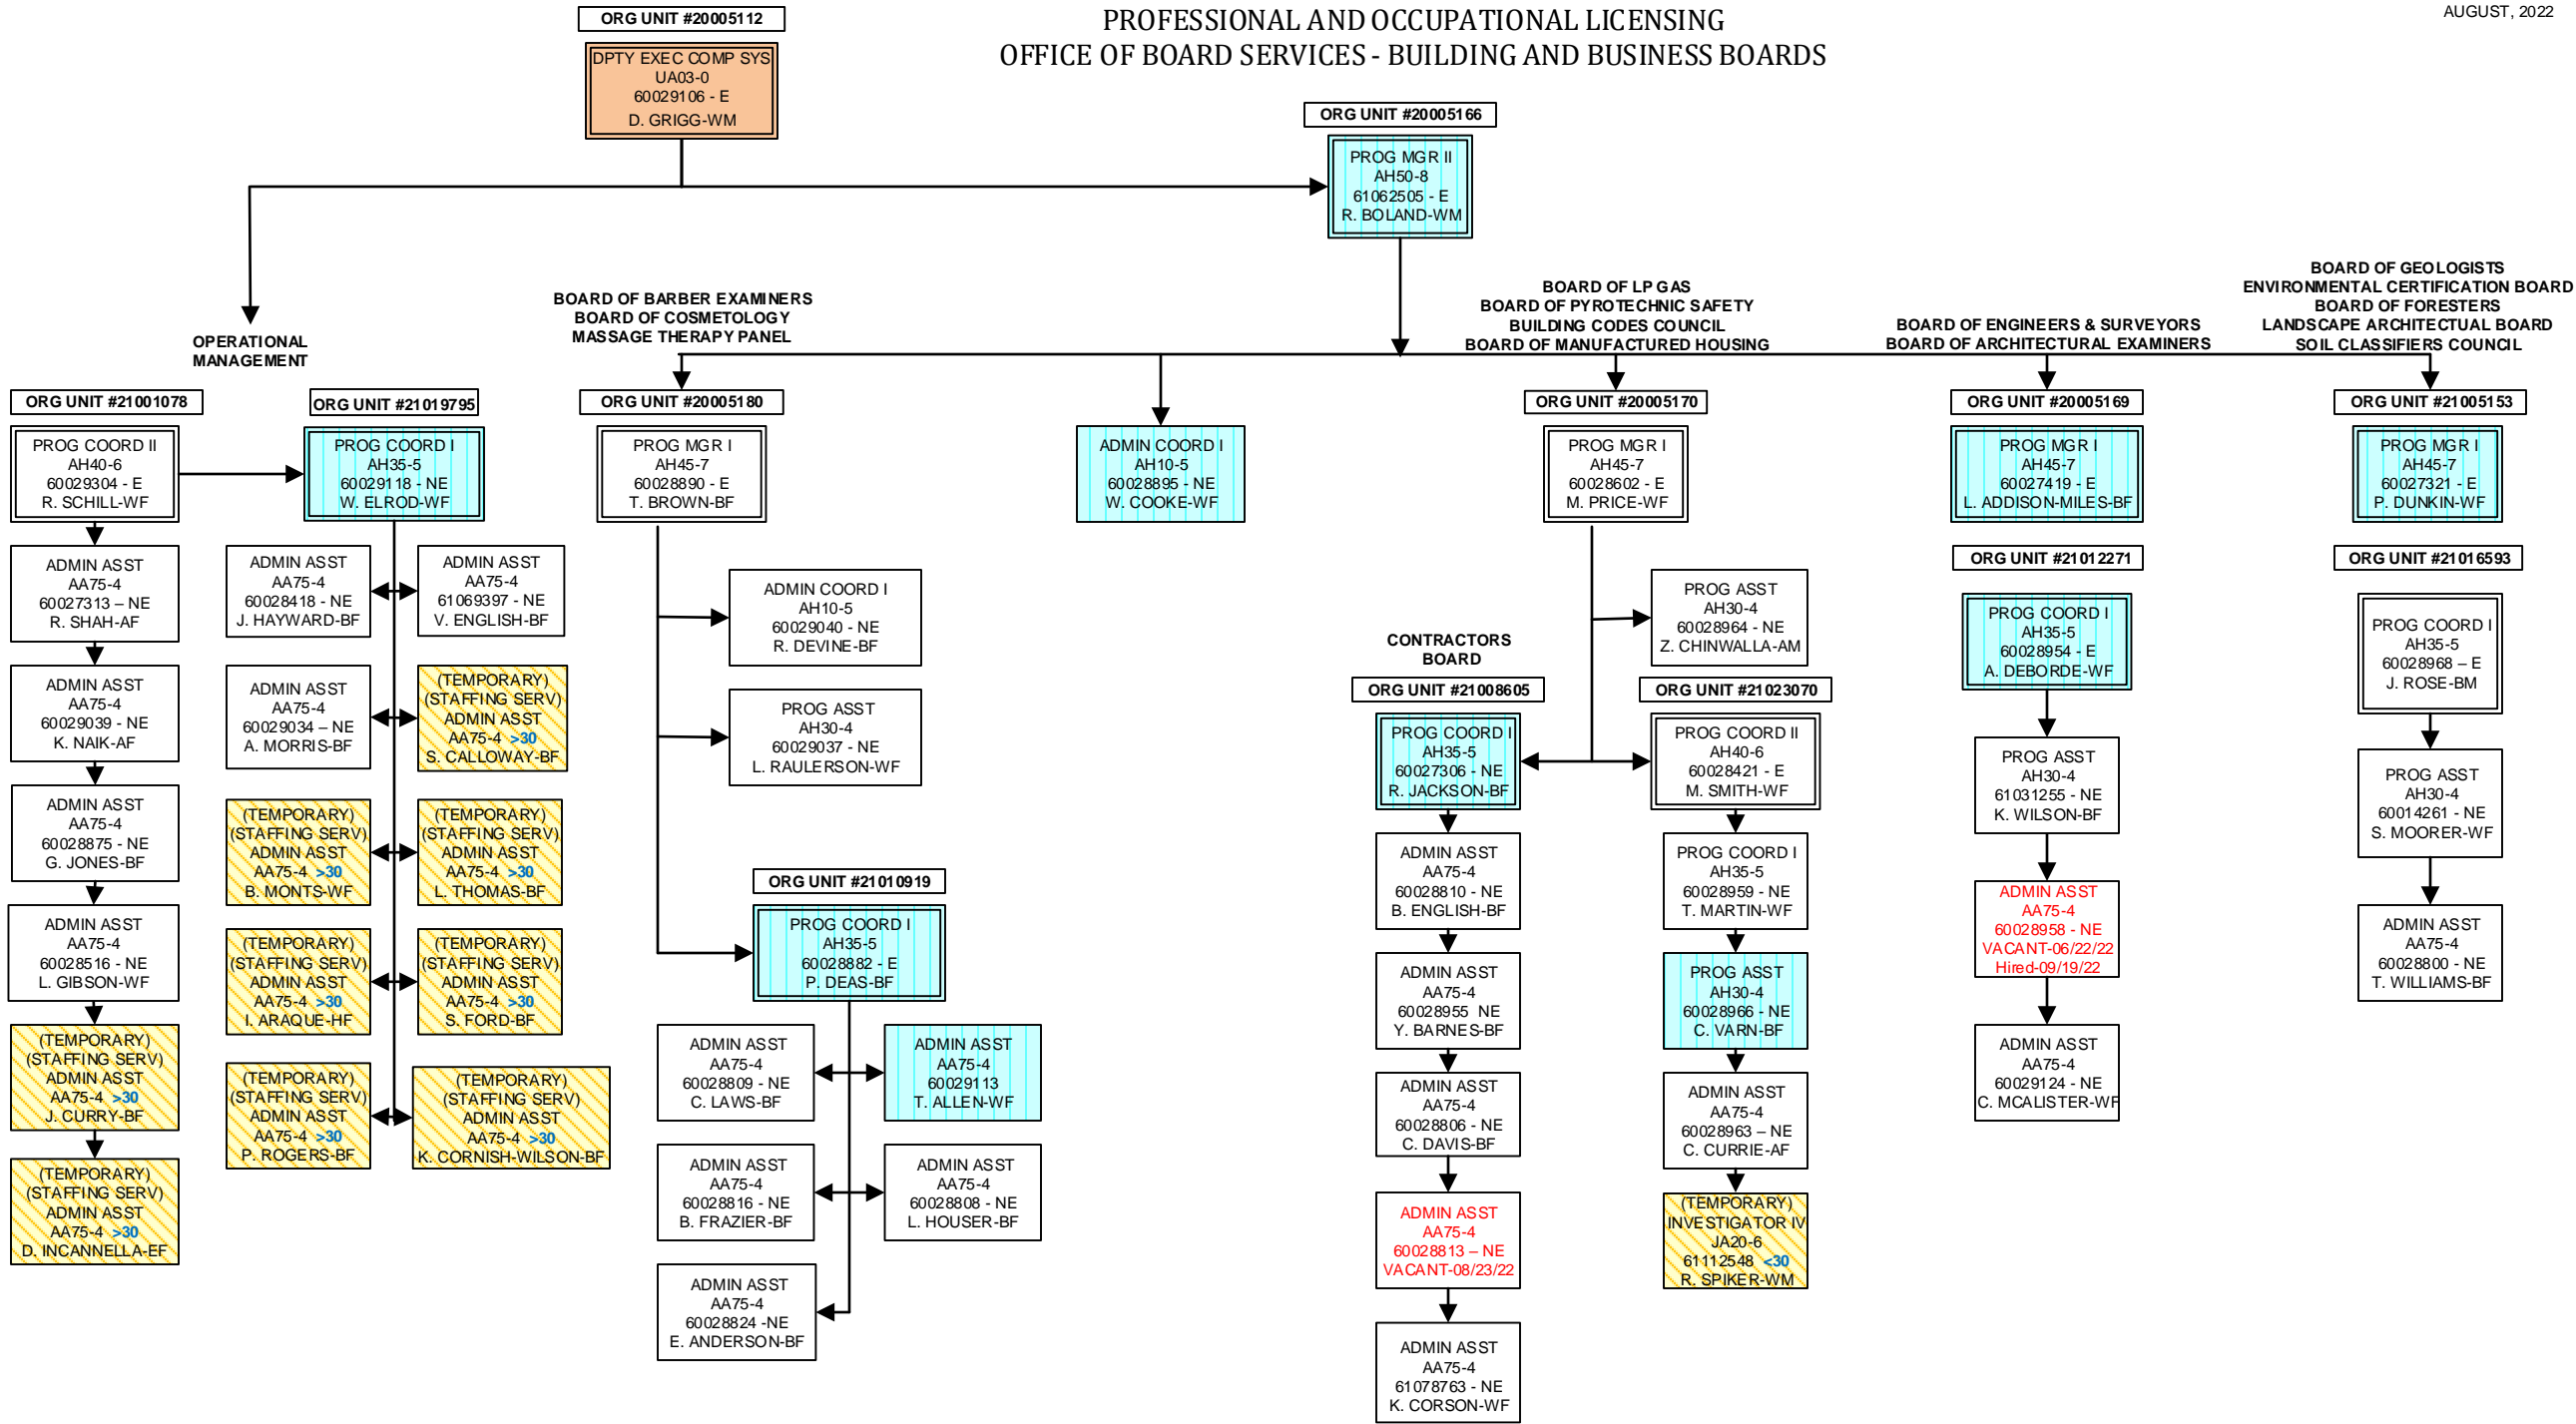 AUGUST, 2022
PROFESSIONAL AND OCCUPATIONAL LICENSING
OFFICE OF BOARD SERVICES - BUILDING AND BUSINESS BOARDS
ORG UNIT #20005112
DPTY EXEC COMP SYS
UA03-0
60029106 - E
D. GRIGG-WM
ORG UNIT #20005166
PROG MGR II
AH50-8
61062505 - E
R. BOLAND-WM
OPERATIONAL
MANAGEMENT
ORG UNIT #21001078
PROG COORD II
AH40-6
60029304 - E
R. SCHILL-WF
ADMIN ASST
AA75-4
60027313 – NE
R. SHAH-AF
ADMIN ASST
AA75-4
60029039 - NE
K. NAIK-AF
ADMIN ASST
AA75-4
60028875 - NE
G. JONES-BF
ADMIN ASST
AA75-4
60028516 - NE
L. GIBSON-WF
(TEMPORARY)
(STAFFING SERV)
ADMIN ASST
AA75-4 >30
J. CURRY-BF
(TEMPORARY)
(STAFFING SERV)
ADMIN ASST
AA75-4 >30
D. INCANNELLA-EF
ORG UNIT #21019795
PROG COORD I
AH35-5
60029118 - NE
W. ELROD-WF
ADMIN ASST
AA75-4
60028418 - NE
J. HAYWARD-BF
ADMIN ASST
AA75-4
61069397 - NE
V. ENGLISH-BF
ADMIN ASST
AA75-4
60029034 – NE
A. MORRIS-BF
(TEMPORARY)
(STAFFING SERV)
ADMIN ASST
AA75-4 >30
S. CALLOWAY-BF
(TEMPORARY)
(STAFFING SERV)
ADMIN ASST
AA75-4 >30
B. MONTS-WF
(TEMPORARY)
(STAFFING SERV)
ADMIN ASST
AA75-4 >30
L. THOMAS-BF
(TEMPORARY)
(STAFFING SERV)
ADMIN ASST
AA75-4 >30
I. ARAQUE-HF
(TEMPORARY)
(STAFFING SERV)
ADMIN ASST
AA75-4 >30
S. FORD-BF
(TEMPORARY)
(STAFFING SERV)
ADMIN ASST
AA75-4 >30
P. ROGERS-BF
(TEMPORARY)
(STAFFING SERV)
ADMIN ASST
AA75-4 >30
K. CORNISH-WILSON-BF
BOARD OF BARBER EXAMINERS
BOARD OF COSMETOLOGY
MASSAGE THERAPY PANEL
ORG UNIT #20005180
PROG MGR I
AH45-7
60028890 - E
T. BROWN-BF
ADMIN COORD I
AH10-5
60029040 - NE
R. DEVINE-BF
PROG ASST
AH30-4
60029037 - NE
L. RAULERSON-WF
ORG UNIT #21010919
PROG COORD I
AH35-5
60028882 - E
P. DEAS-BF
ADMIN ASST
AA75-4
60028809 - NE
C. LAWS-BF
ADMIN ASST
AA75-4
60029113
T. ALLEN-WF
ADMIN ASST
AA75-4
60028816 - NE
B. FRAZIER-BF
ADMIN ASST
AA75-4
60028808 - NE
L. HOUSER-BF
ADMIN ASST
AA75-4
60028824 -NE
E. ANDERSON-BF
ADMIN COORD I
AH10-5
60028895 - NE
W. COOKE-WF
BOARD OF LP GAS
BOARD OF PYROTECHNIC SAFETY
BUILDING CODES COUNCIL
BOARD OF MANUFACTURED HOUSING
ORG UNIT #20005170
PROG MGR I
AH45-7
60028602 - E
M. PRICE-WF
PROG ASST
AH30-4
60028964 - NE
Z. CHINWALLA-AM
CONTRACTORS
BOARD
ORG UNIT #21008605
PROG COORD I
AH35-5
60027306 - NE
R. JACKSON-BF
ADMIN ASST
AA75-4
60028810 - NE
B. ENGLISH-BF
ADMIN ASST
AA75-4
60028955 NE
Y. BARNES-BF
ADMIN ASST
AA75-4
60028806 - NE
C. DAVIS-BF
ADMIN ASST
AA75-4
60028813 – NE
VACANT-08/23/22
ADMIN ASST
AA75-4
61078763 - NE
K. CORSON-WF
ORG UNIT #21023070
PROG COORD II
AH40-6
60028421 - E
M. SMITH-WF
PROG COORD I
AH35-5
60028959 - NE
T. MARTIN-WF
PROG ASST
AH30-4
60028966 - NE
C. VARN-BF
ADMIN ASST
AA75-4
60028963 – NE
C. CURRIE-AF
(TEMPORARY)
INVESTIGATOR IV
JA20-6
61112548 <30
R. SPIKER-WM
BOARD OF ENGINEERS & SURVEYORS
BOARD OF ARCHITECTURAL EXAMINERS
ORG UNIT #20005169
PROG MGR I
AH45-7
60027419 - E
L. ADDISON-MILES-BF
ORG UNIT #21012271
PROG COORD I
AH35-5
60028954 - E
A. DEBORDE-WF
PROG ASST
AH30-4
61031255 - NE
K. WILSON-BF
ADMIN ASST
AA75-4
60028958 - NE
VACANT-06/22/22
Hired-09/19/22
ADMIN ASST
AA75-4
60029124 - NE
C. MCALISTER-WF
BOARD OF GEOLOGISTS
ENVIRONMENTAL CERTIFICATION BOARD
BOARD OF FORESTERS
LANDSCAPE ARCHITECTUAL BOARD
SOIL CLASSIFIERS COUNCIL
ORG UNIT #21005153
PROG MGR I
AH45-7
60027321 - E
P. DUNKIN-WF
ORG UNIT #21016593
PROG COORD I
AH35-5
60028968 – E
J. ROSE-BM
PROG ASST
AH30-4
60014261 - NE
S. MOORER-WF
ADMIN ASST
AA75-4
60028800 - NE
T. WILLIAMS-BF